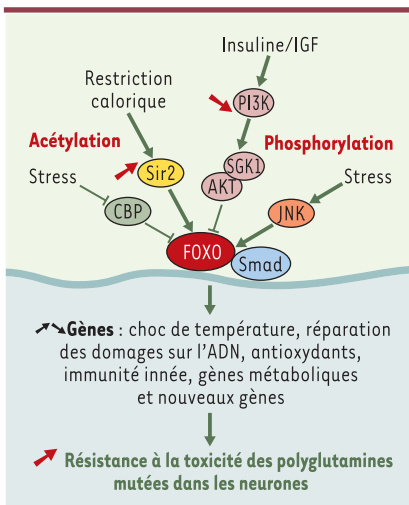 Insuline/IGF
Restriction
calorique
PI3K
Acétylation
Phosphorylation
SGK1
Stress
Sir2
AKT
Stress
CBP
JNK
FOXO
Smad
Gènes : choc de température, réparation
des domages sur l'ADN, antioxydants,
immunité innée, gènes métaboliques
et nouveaux gènes
Résistance à la toxicité des polyglutamines
mutées dans les neurones